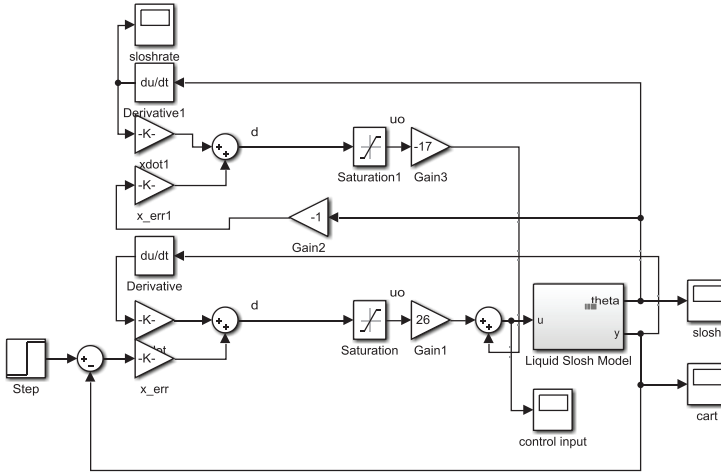 sloshrate
du/dt
Derivative1
-K-
xdot1
+
+
d
uo
Saturation1
-17
Gain3
-K-
x_err1
-1
Gain2
du/dt
Derivative
-K-
+
+
d
uo
Saturation
26
Gain1
+
+
u
theta
y
Liquid Slosh Model
slosh
Step
+
−
-K-
x_err
cart
control input